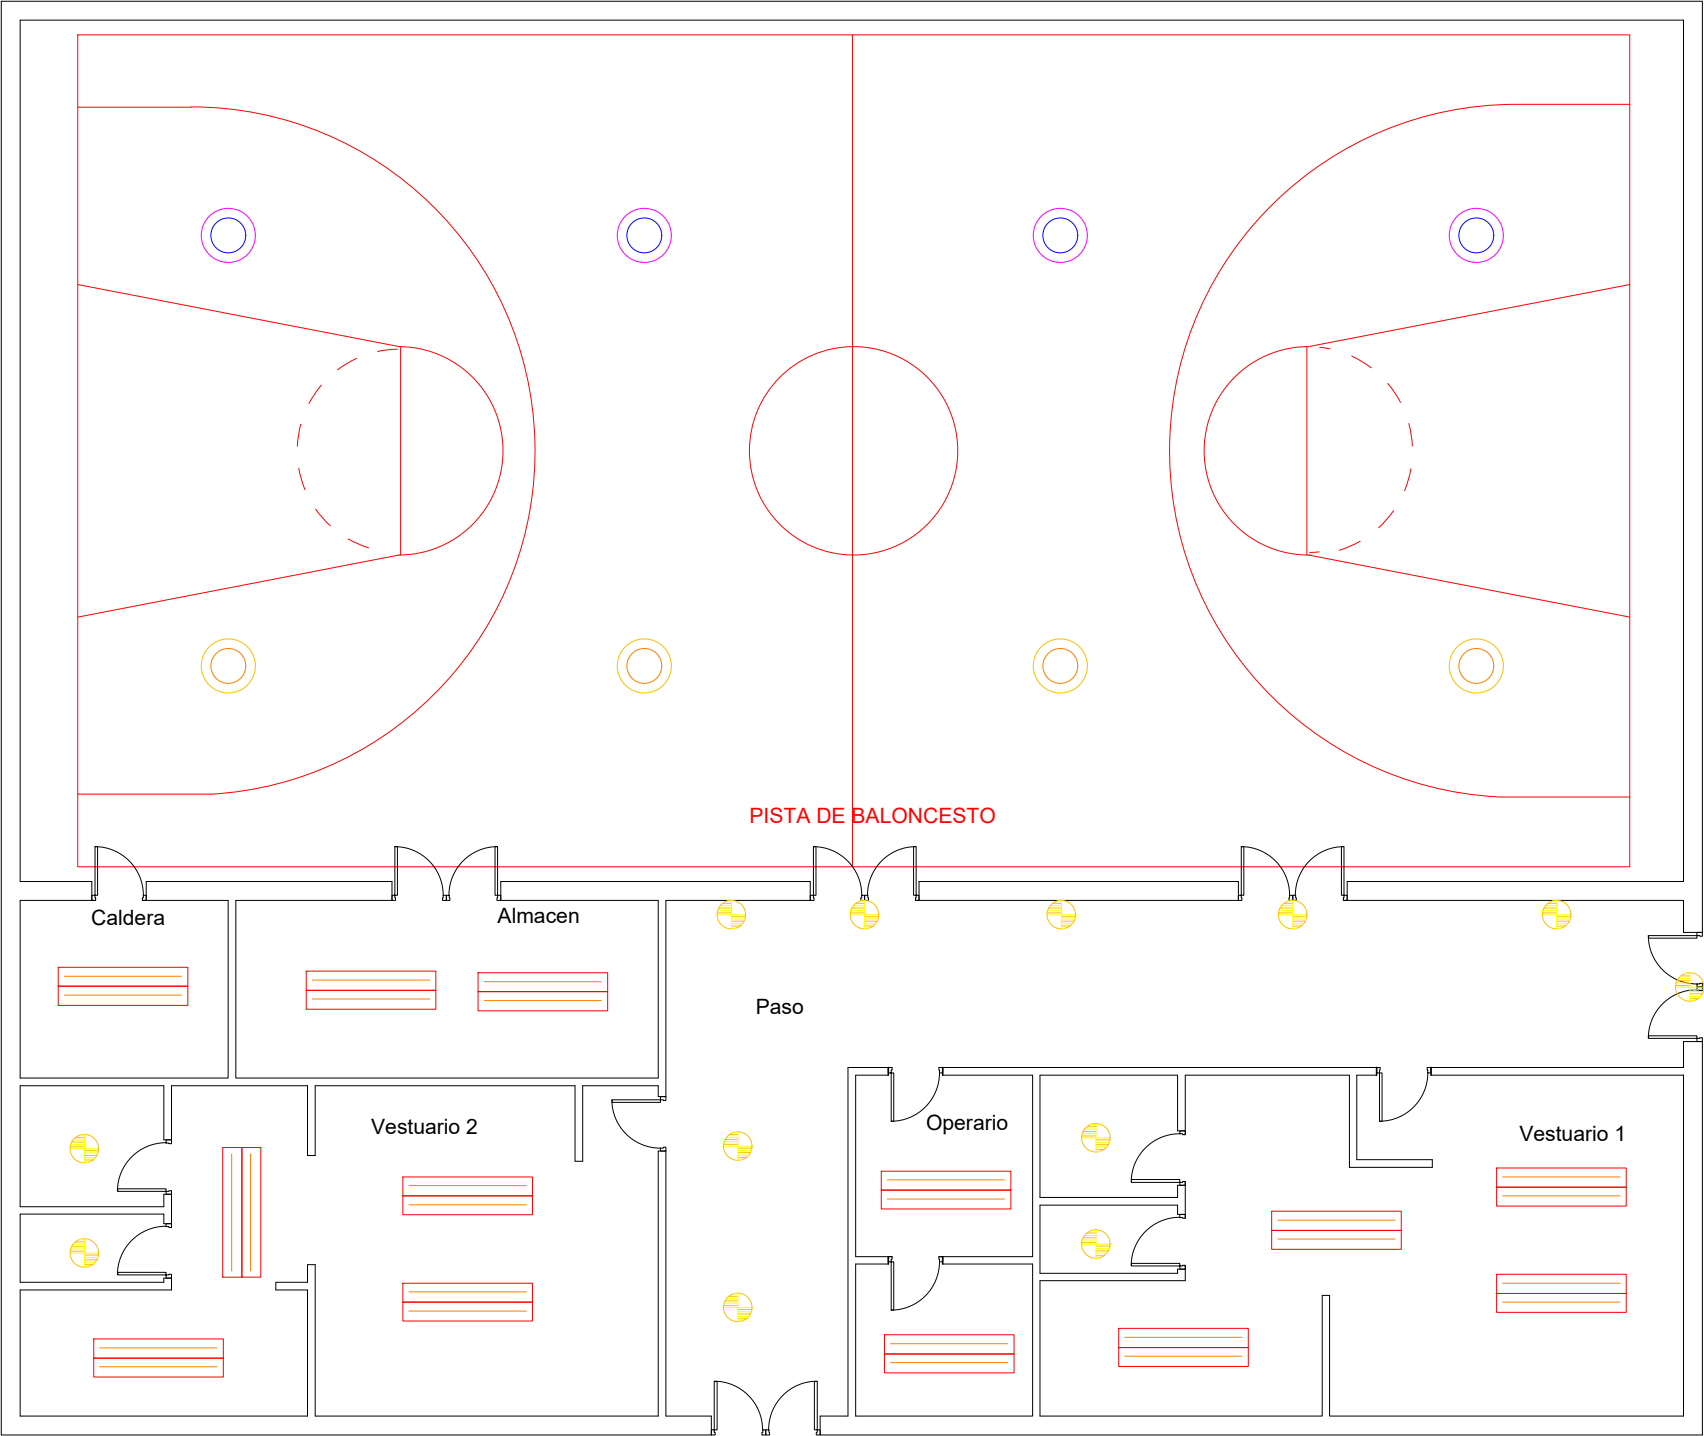 PISTA DE BALONCESTO
Caldera
Almacen
Paso
Vestuario 2
Operario
Vestuario 1